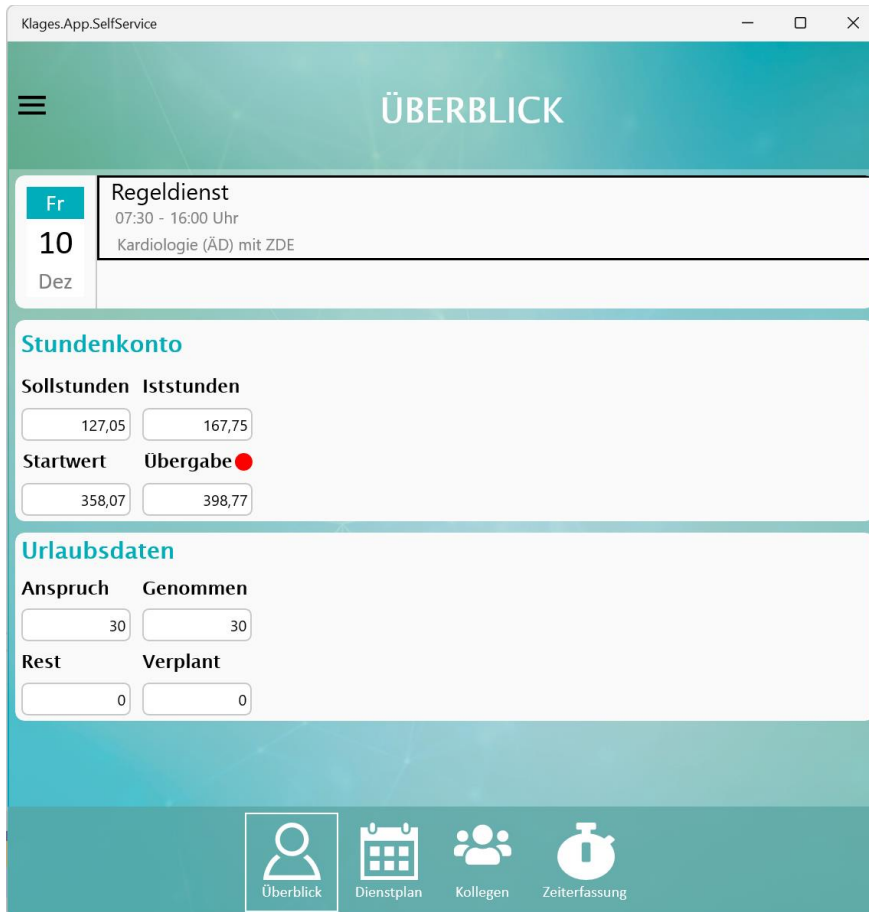 Klages.App.SelfService
ÜBERBLICK
Fr
10
Dez
Regeldienst
07:30 - 16:00 Uhr
Kardiologie (ÄD) mit ZDE
Stundenkonto
Sollstunden Iststunden
127,05 167,75
Startwert Übergabe
358,07 398,77
Urlaubsdaten
Anspruch Genommen
30 30
Rest Verplant
0 0
Überblick Dienstplan Kollegen Zeiterfassung